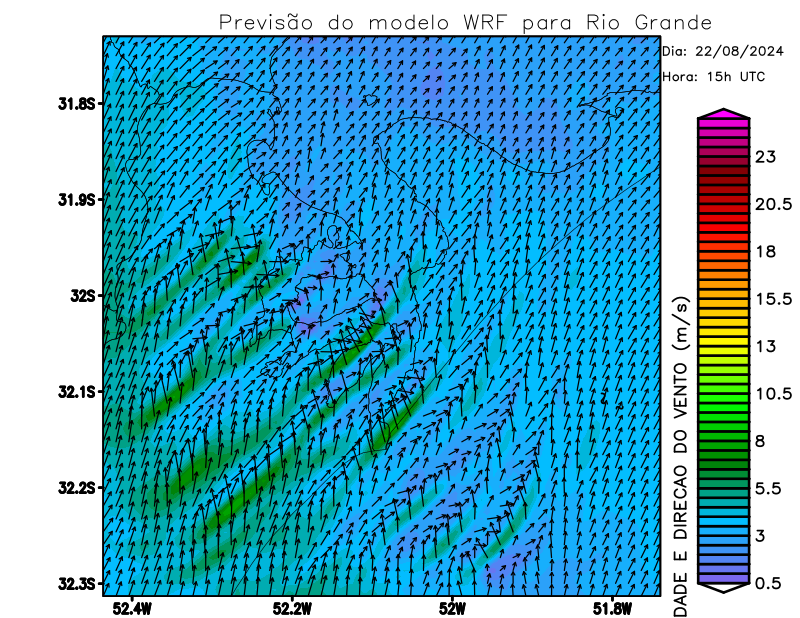 Previsão do modelo WRF para Rio Grande
Dia: 22/08/2024
Hora: 15h UTC
31.8S
31.9S
32S
32.1S
32.2S
32.3S
52.4W
52.2W
52W
51.8W
23
20.5
18
15.5
13
10.5
8
5.5
3
0.5
DADE E DIRECAO DO VENTO (m/s)